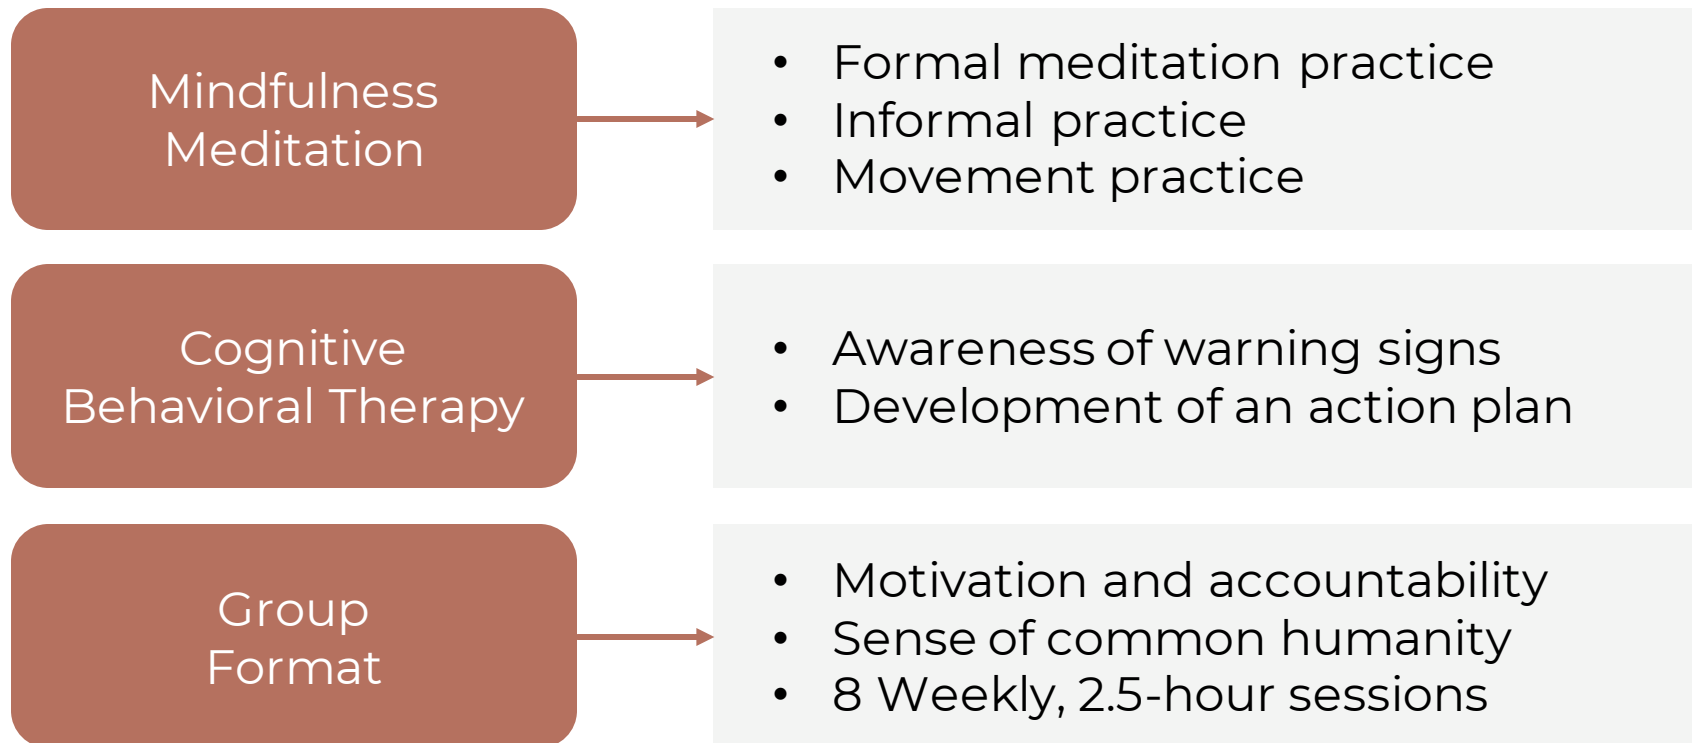 Mindfulness
Meditation
• Formal meditation practice
• Informal practice
• Movement practice
Cognitive
Behavioral Therapy
• Awareness of warning signs
• Development of an action plan
Group
Format
• Motivation and accountability
• Sense of common humanity
• 8 Weekly, 2.5-hour sessions